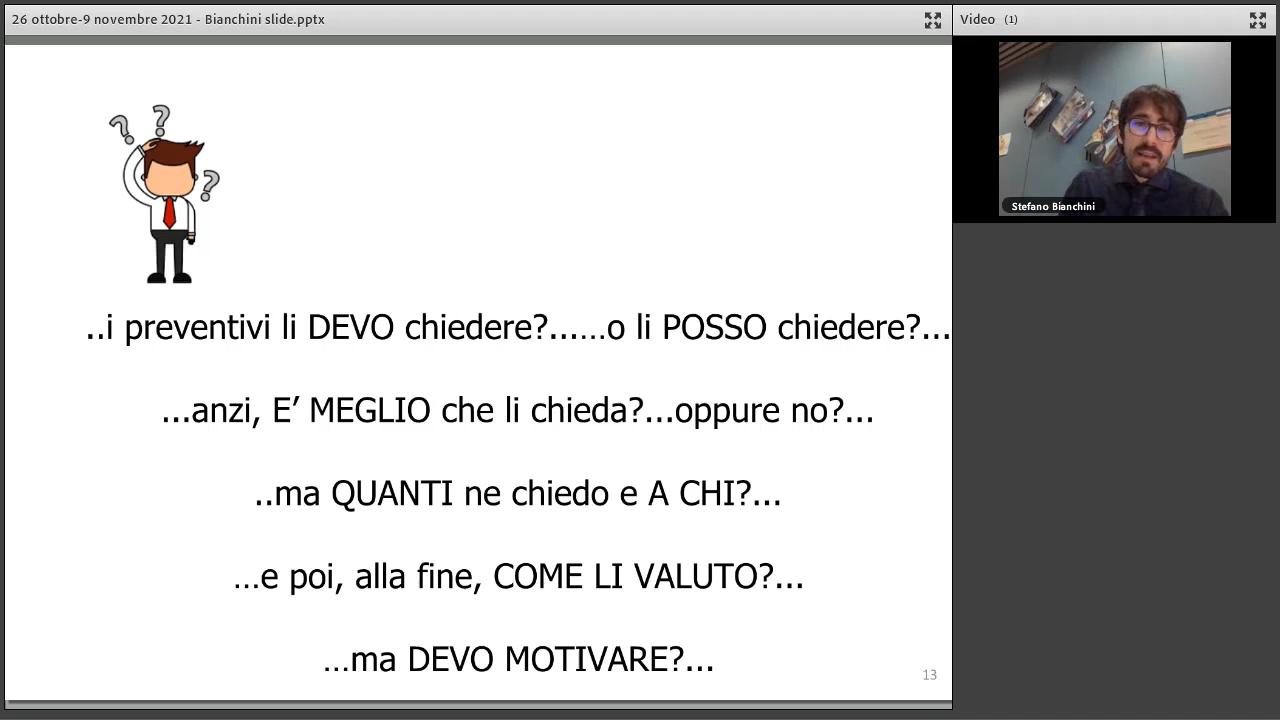 26 ottobre-9 novembre 2021 - Bianchini slide.pptx
Video (1)
Stefano Bianchini
? ? ?
..i preventivi li DEVO chiedere?......o li POSSO chiedere?...
...anzi, E’ MEGLIO che li chieda?...oppure no?...
..ma QUANTI ne chiedo e A CHI?...
...e poi, alla fine, COME LI VALUTO?...
...ma DEVO MOTIVARE?...
13